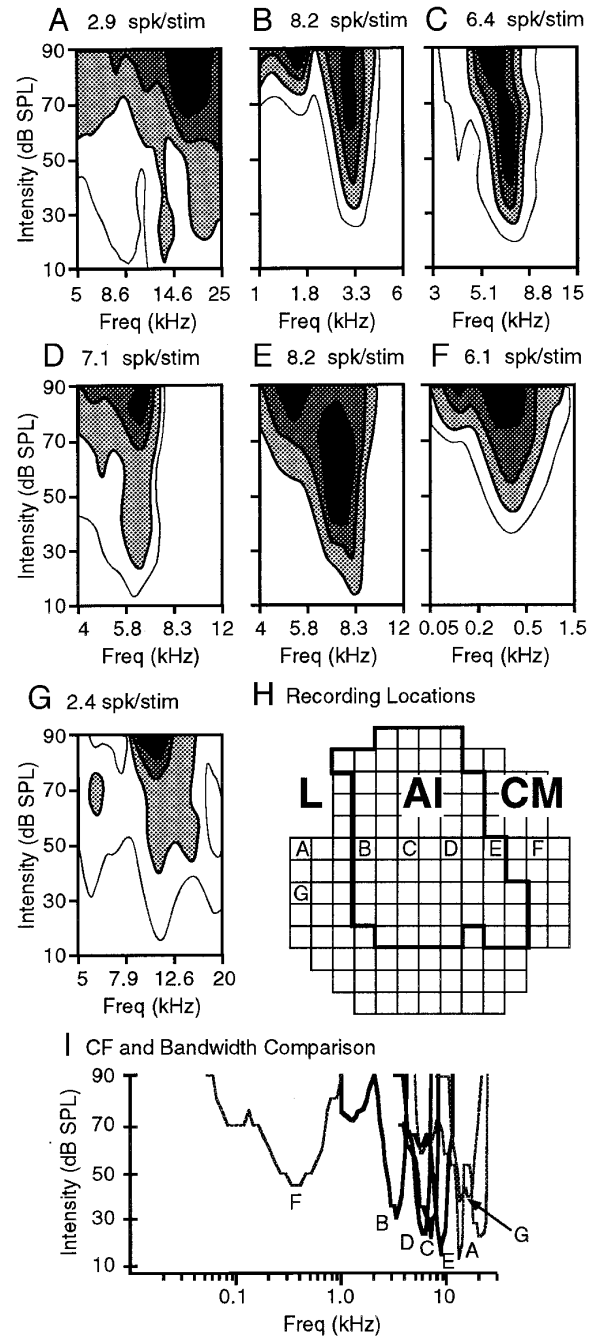 A 2.9 spk/stim
B 8.2 spk/stim
C 6.4 spk/stim
Intensity (dB SPL)
90
70
50
30
10
5 8.6 14.6 25
Freq (kHz)
1 1.8 3.3 6
Freq (kHz)
3 5.1 8.8 15
Freq (kHz)
D 7.1 spk/stim
E 8.2 spk/stim
F 6.1 spk/stim
Intensity (dB SPL)
90
70
50
30
10
4 5.8 8.3 12
Freq (kHz)
4 5.8 8.3 12
Freq (kHz)
0.05 0.2 0.5 1.5
Freq (kHz)
G 2.4 spk/stim
Intensity (dB SPL)
90
70
50
30
10
5 7.9 12.6 20
Freq (kHz)
H Recording Locations
L AI CM
A B C D E F
G
I CF and Bandwidth Comparison
Intensity (dB SPL)
90
70
50
30
10
F
B
D
C
E
A
G
0.1 1.0 10
Freq (kHz)